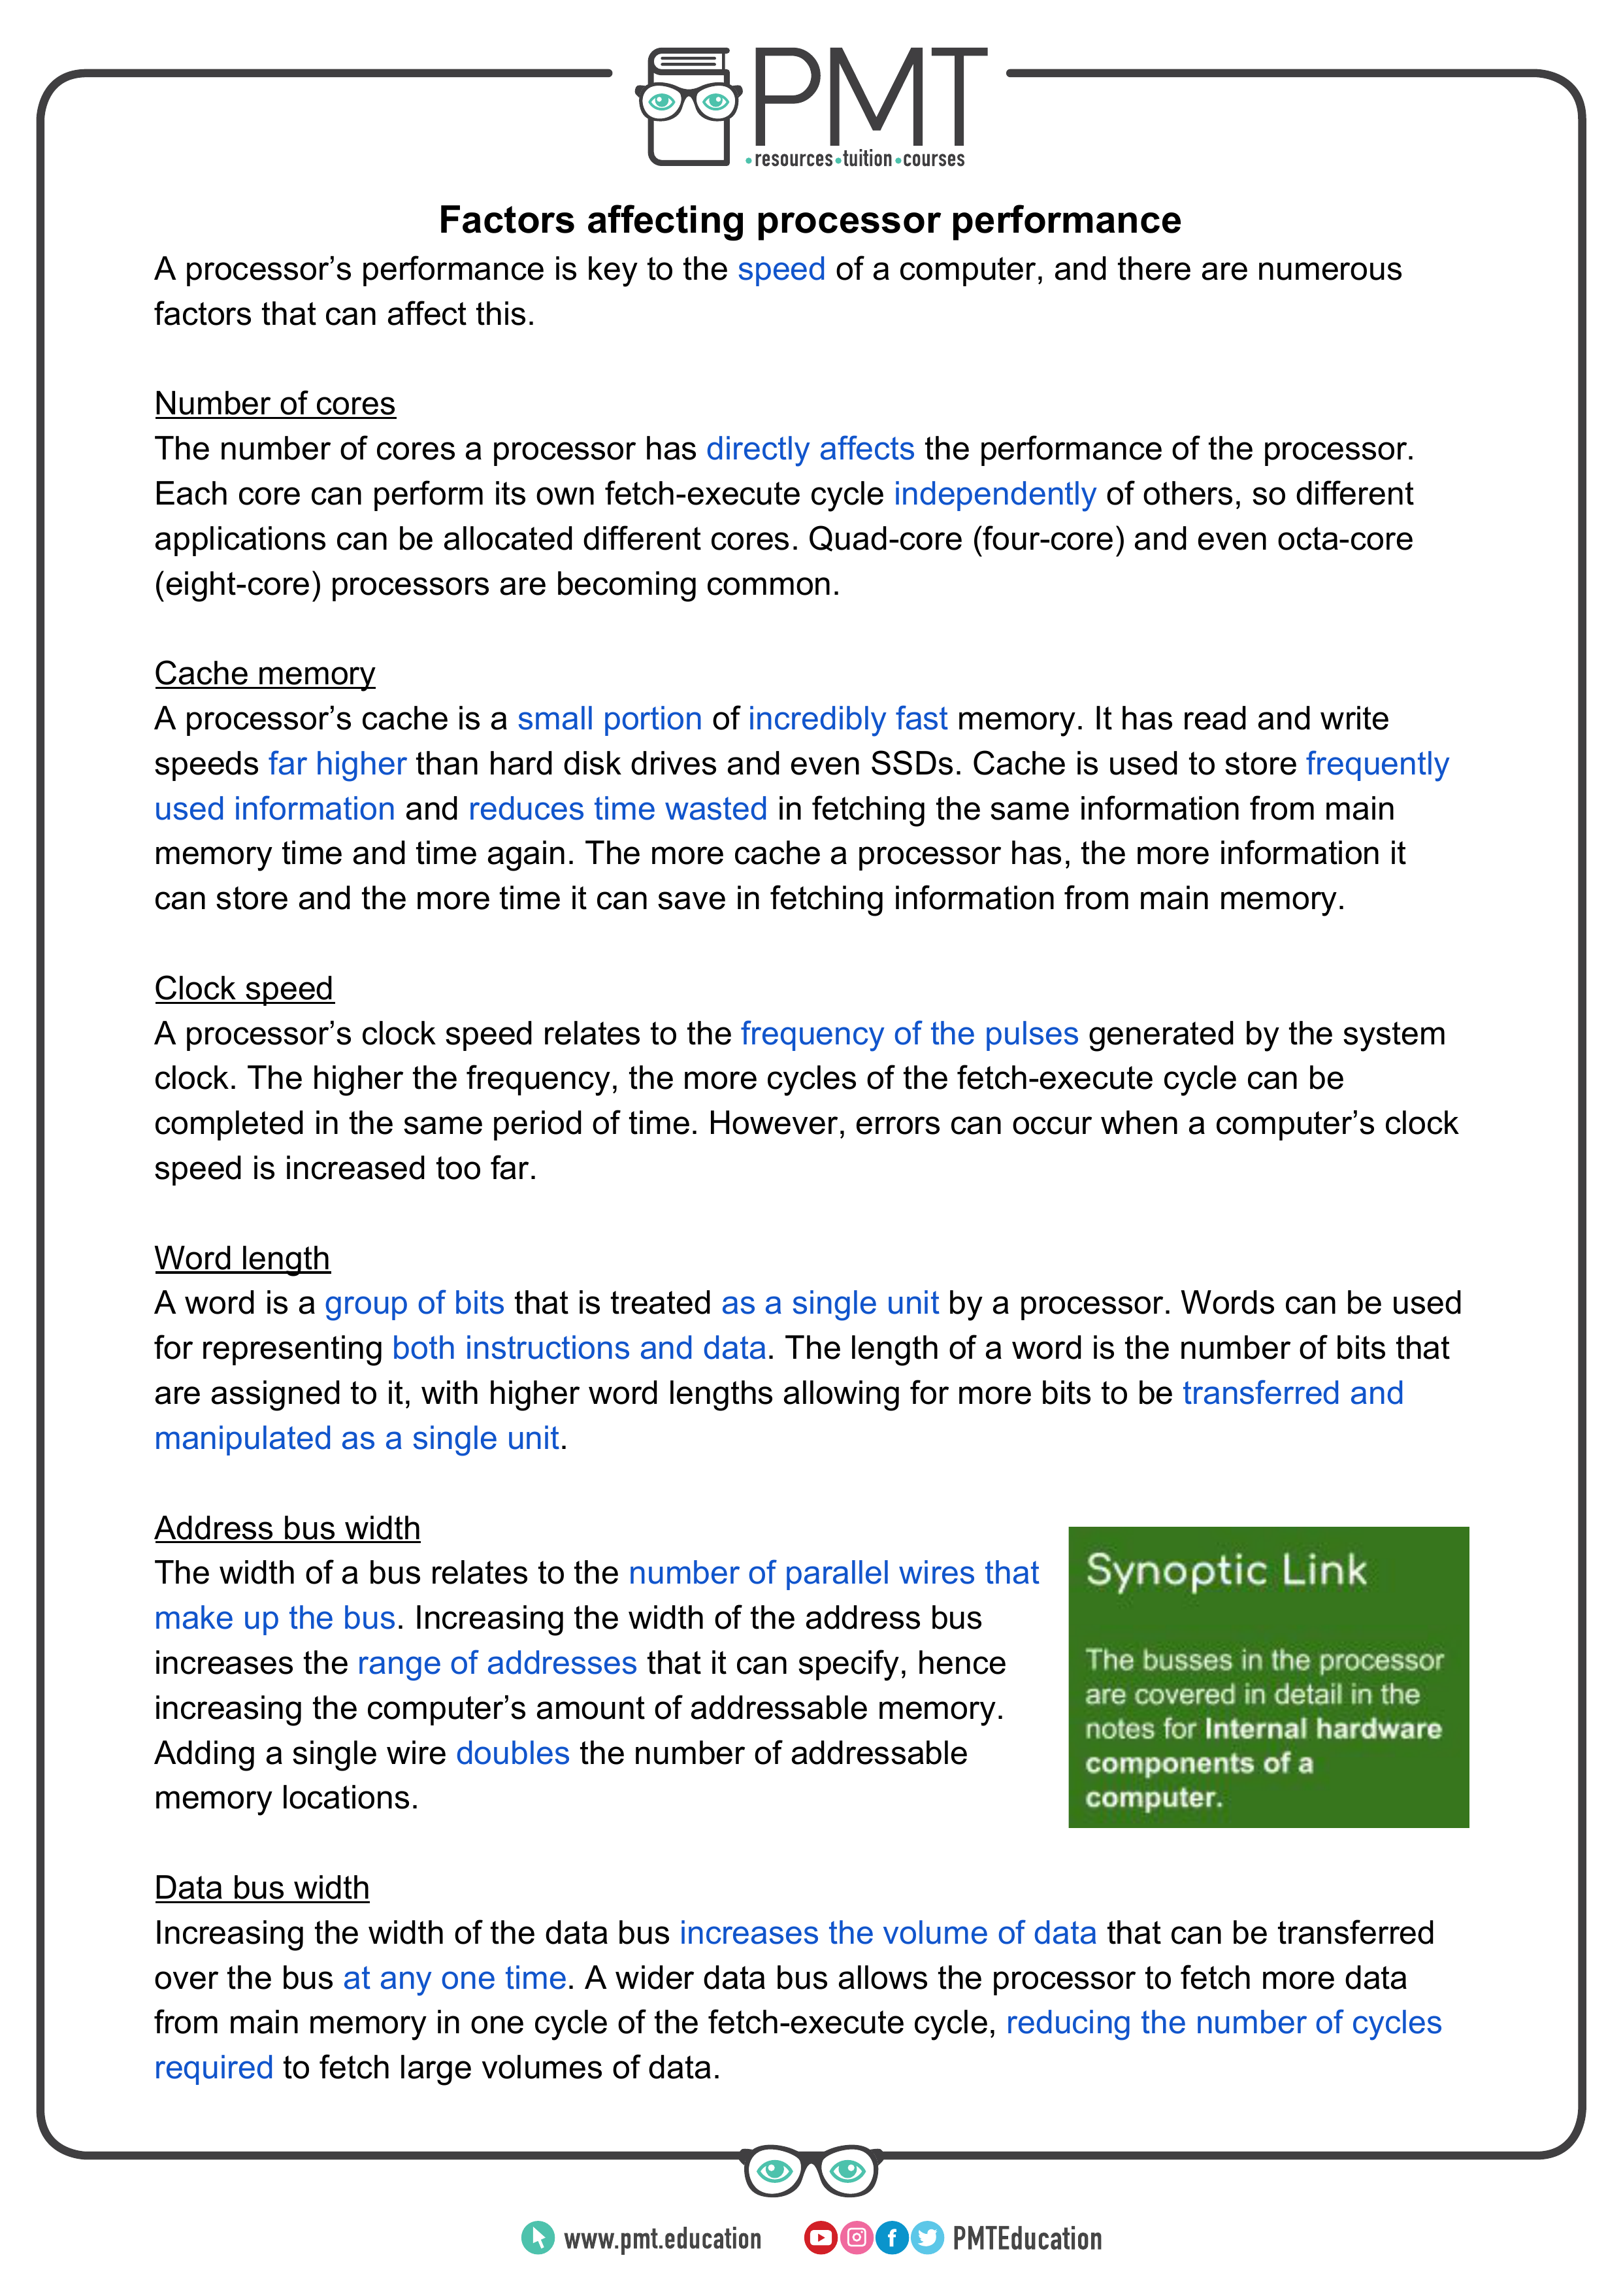 PMT
resources tuition courses
Factors affecting processor performance
A processor’s performance is key to the speed of a computer, and there are numerous
factors that can affect this.
Number of cores
The number of cores a processor has directly affects the performance of the processor.
Each core can perform its own fetch-execute cycle independently of others, so different
applications can be allocated different cores. Quad-core (four-core) and even octa-core
(eight-core) processors are becoming common.
Cache memory
A processor’s cache is a small portion of incredibly fast memory. It has read and write
speeds far higher than hard disk drives and even SSDs. Cache is used to store frequently
used information and reduces time wasted in fetching the same information from main
memory time and time again. The more cache a processor has, the more information it
can store and the more time it can save in fetching information from main memory.
Clock speed
A processor’s clock speed relates to the frequency of the pulses generated by the system
clock. The higher the frequency, the more cycles of the fetch-execute cycle can be
completed in the same period of time. However, errors can occur when a computer’s clock
speed is increased too far.
Word length
A word is a group of bits that is treated as a single unit by a processor. Words can be used
for representing both instructions and data. The length of a word is the number of bits that
are assigned to it, with higher word lengths allowing for more bits to be transferred and
manipulated as a single unit.
Address bus width
The width of a bus relates to the number of parallel wires that
make up the bus. Increasing the width of the address bus
increases the range of addresses that it can specify, hence
increasing the computer’s amount of addressable memory.
Adding a single wire doubles the number of addressable
memory locations.
Synoptic Link
The busses in the processor
are covered in detail in the
notes for Internal hardware
components of a
computer.
Data bus width
Increasing the width of the data bus increases the volume of data that can be transferred
over the bus at any one time. A wider data bus allows the processor to fetch more data
from main memory in one cycle of the fetch-execute cycle, reducing the number of cycles
required to fetch large volumes of data.
www.pmt.education
PMTEducation